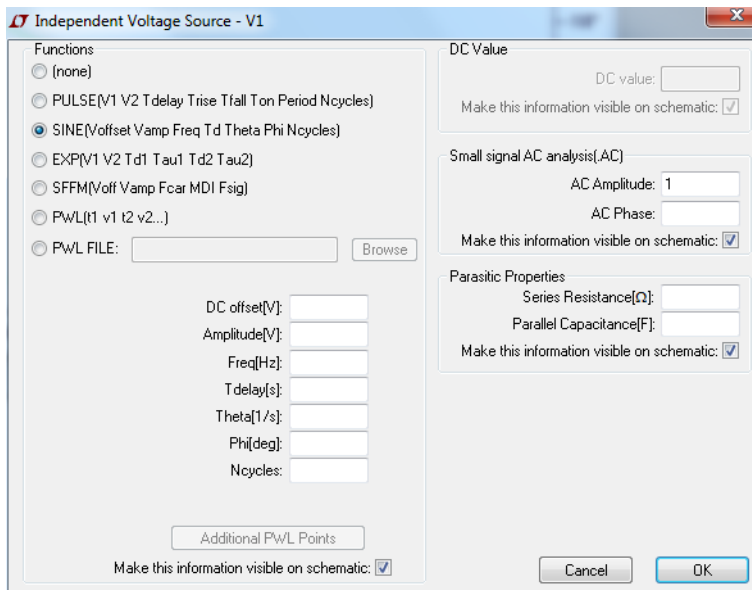 Independent Voltage Source - V1
Functions
(none)
PULSE(V1 V2 Tdelay Trise Tfall Ton Period Ncycles)
SINE(Voffset Vamp Freq Td Theta Phi Ncycles)
EXP(V1 V2 Td1 Tau1 Td2 Tau2)
SFFM(Voff Vamp Fcar MDI Fsig)
PWL(t1 v1 t2 v2...)
PWL FILE:
Browse
DC offset[V]:
Amplitude[V]:
Freq[Hz]:
Tdelay[s]:
Theta[1/s]:
Phi[deg]:
Ncycles:
Additional PWL Points
Make this information visible on schematic:
DC Value
DC value:
Make this information visible on schematic:
Small signal AC analysis(.AC)
AC Amplitude: 1
AC Phase:
Make this information visible on schematic:
Parasitic Properties
Series Resistance[Ω]:
Parallel Capacitance[F]:
Make this information visible on schematic:
Cancel
OK